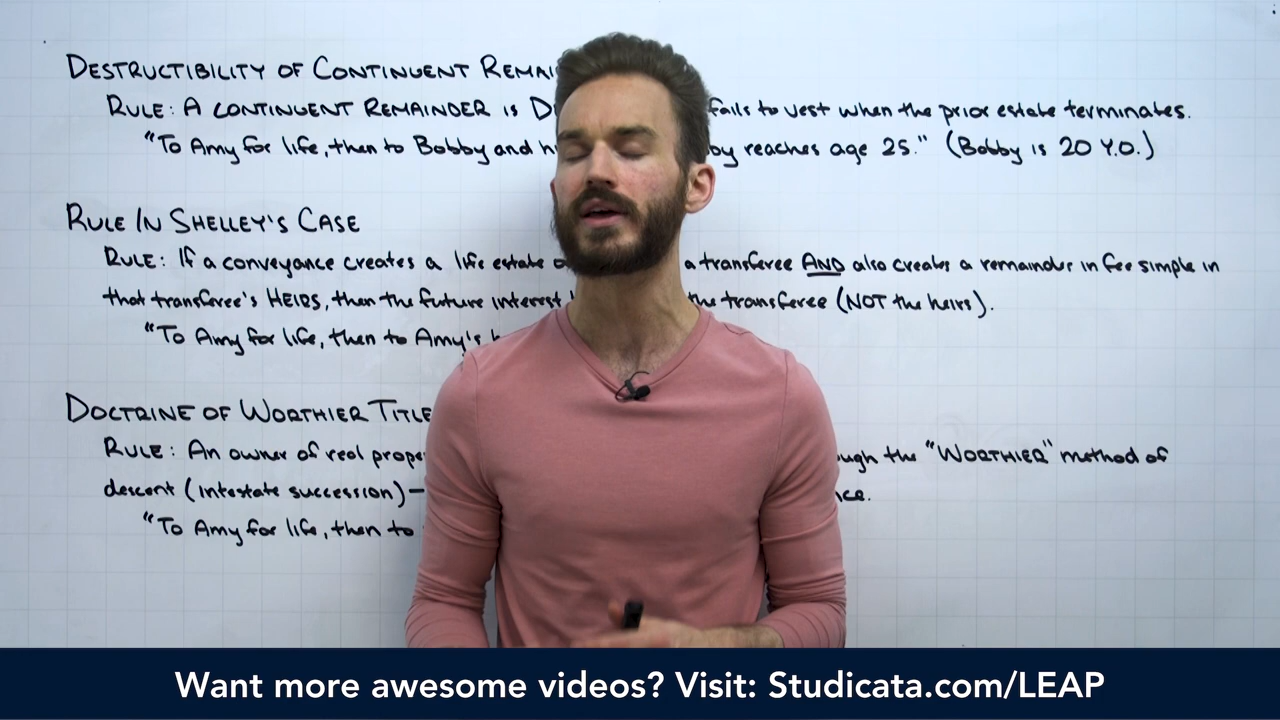 DESTRUCTIBILITY OF CONTINGENT REMAI
RULE: A CONTINGENT REMAINDER IS D fails to vest when the prior estate terminates.
"To Amy for life, then to Bobby and h by reaches age 25." (Bobby is 20 Y.O.)
RULE IN SHELLEY'S CASE
RULE: If a conveyance creates a life estate a transferee AND also creates a remainder in fee simple in
that transferee's HEIRS, then the future interest the transferee (NOT the heirs).
"To Amy for life, then to Amy's h
DOCTRINE OF WORTHIER TITLE
RULE: An owner of real prope ugh the "WORTHIER" method of
descent (intestate succession)— ce.
"To Amy for life, then to
Want more awesome videos? Visit: Studicata.com/LEAP